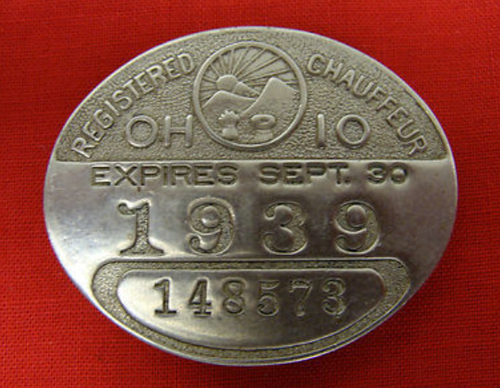 REGISTERED CHAUFFEUR
OHIO
EXPIRES SEPT. 30
1939
148573